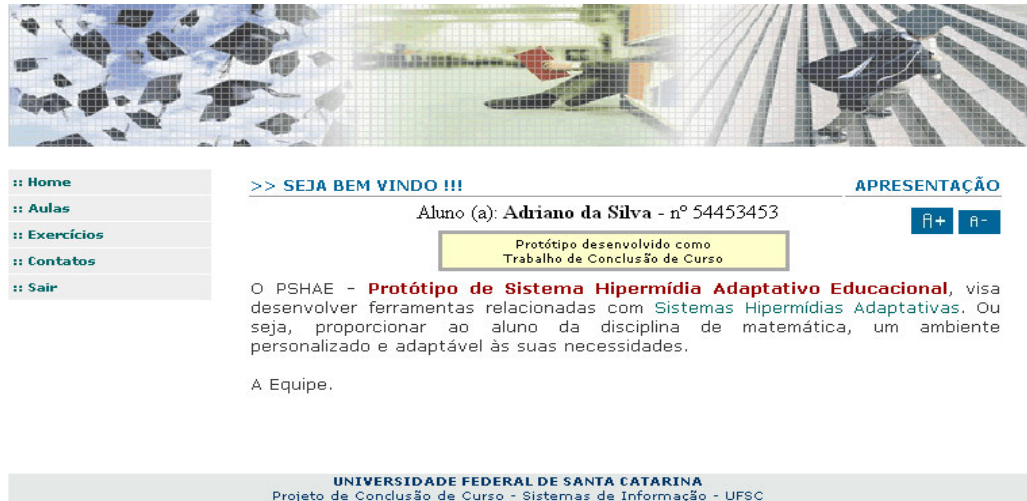 :: Home
:: Aulas
:: Exercícios
:: Contatos
:: Sair
>> SEJA BEM VINDO !!!
APRESENTAÇÃO
Aluno (a): Adriano da Silva - nº 54453453
A+ A-
Protótipo desenvolvido como
Trabalho de Conclusão de Curso
O PSHAE – Protótipo de Sistema Hipermídia Adaptativo Educacional, visa
desenvolver ferramentas relacionadas com Sistemas Hipermídias Adaptativas. Ou
seja, proporcionar ao aluno da disciplina de matemática, um ambiente
personalizado e adaptável às suas necessidades.
A Equipe.
UNIVERSIDADE FEDERAL DE SANTA CATARINA
Projeto de Conclusão de Curso - Sistemas de Informação - UFSC